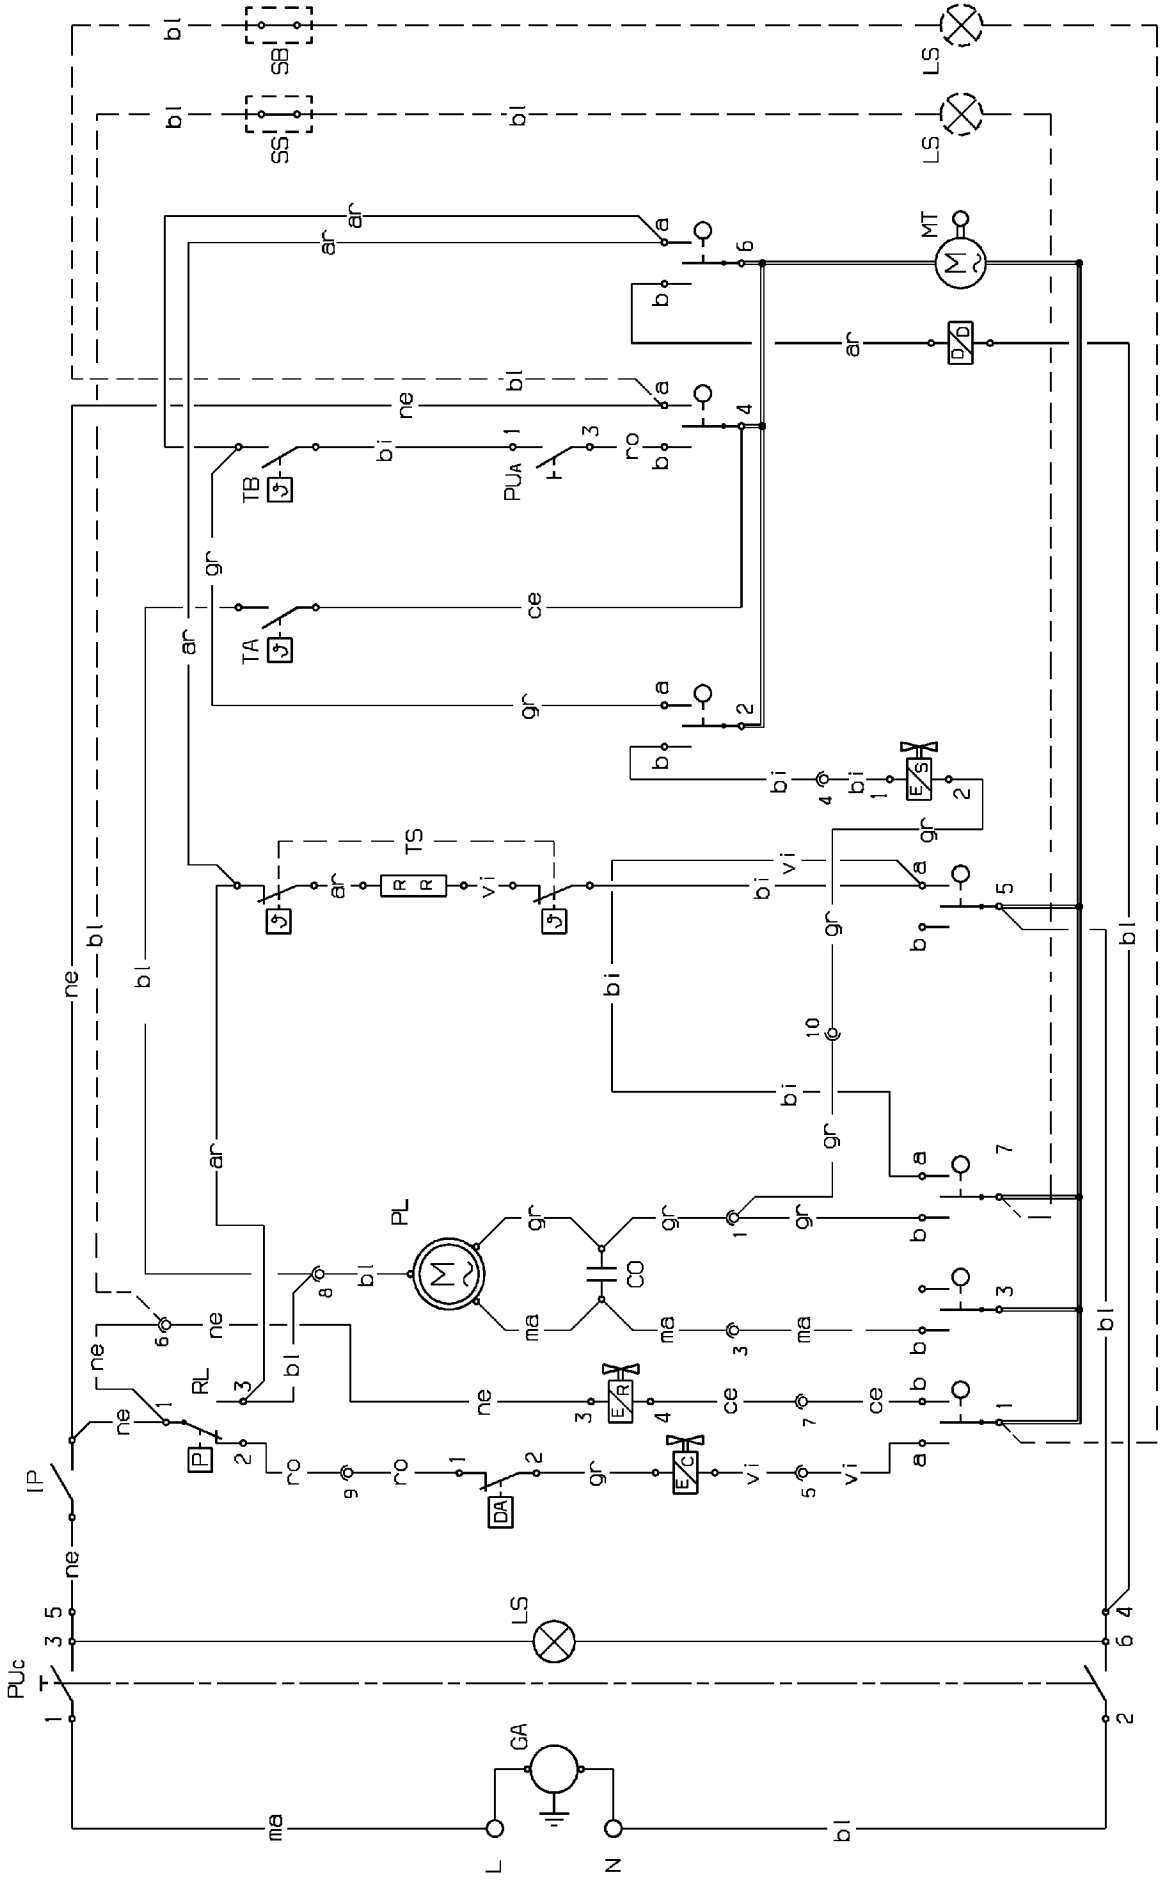 PUc
IP
1 3 5
ne ne
ne bl
ne
bl
1 6 bl bl
ar
P RL
ne ar gr
2 3
TA TB
ma ϑ ϑ ϑ SS SB
ro bl
8 ar
ar
9 ar
bl
bi
ro PL R ne
TS
R
M ~
1
ne vi
L DA
1 PUA bl bl
GA LS
2 ma gr gr ce
ϑ
3 3
gr
N bi
E R ro
CO
4 b a b a b a
ma gr
E C
ce
3 1 2 4 6
vi bi
bi vi
5 7 ma gr 10 bi
4
gr gr
vi ce bi
bl ar
1
a b b b a b a
E S
gr LS LS
MT
M ~
2 D D
1 3 7 5
bl
6 2 4 bl